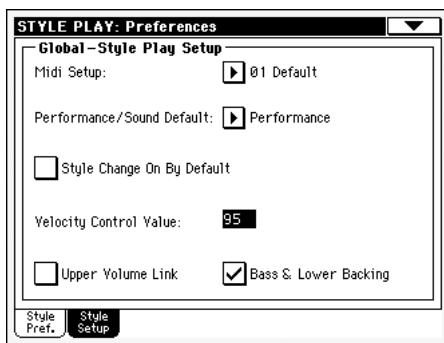 STYLE PLAY: Preferences
Global-Style Play Setup
Midi Setup: 01 Default
Performance/Sound Default: Performance
Style Change On By Default
Velocity Control Value: 95
Upper Volume Link Bass & Lower Backing
Style Pref. Style Setup